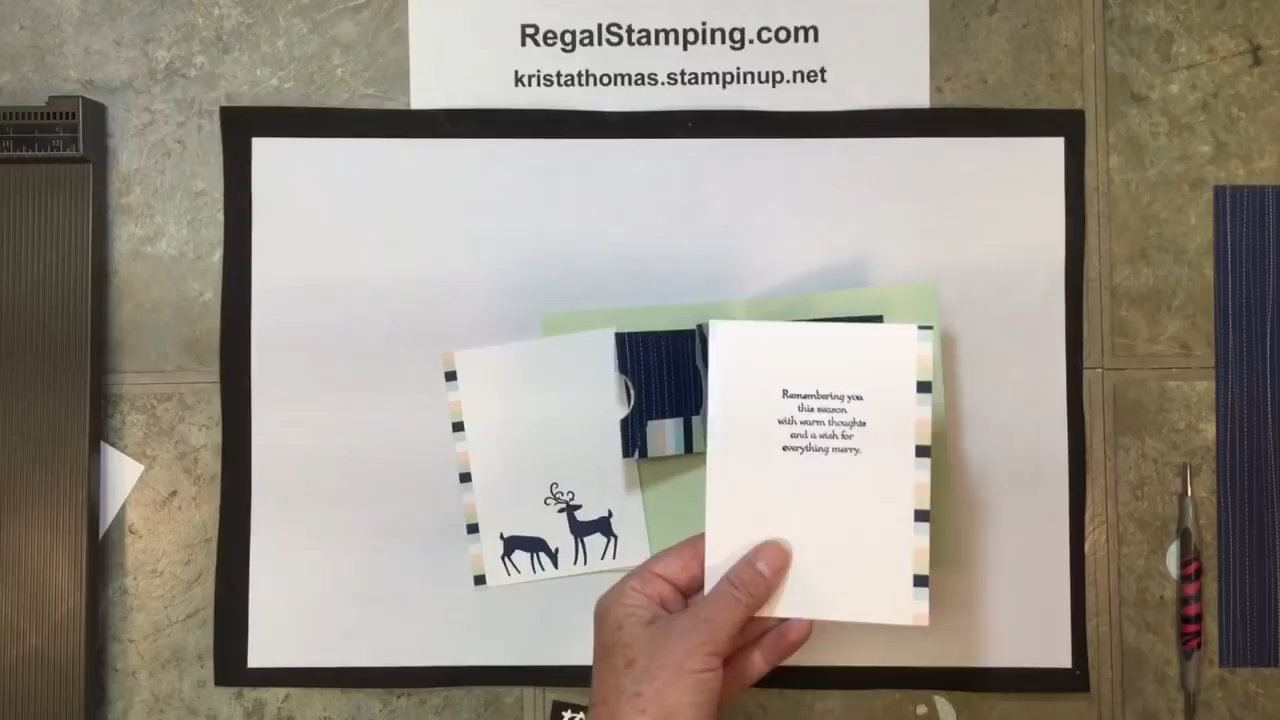 RegalStamping.com
kristathomas.stampinup.net
Remembering you
this season
with warm thoughts
and a wish for
everything merry.